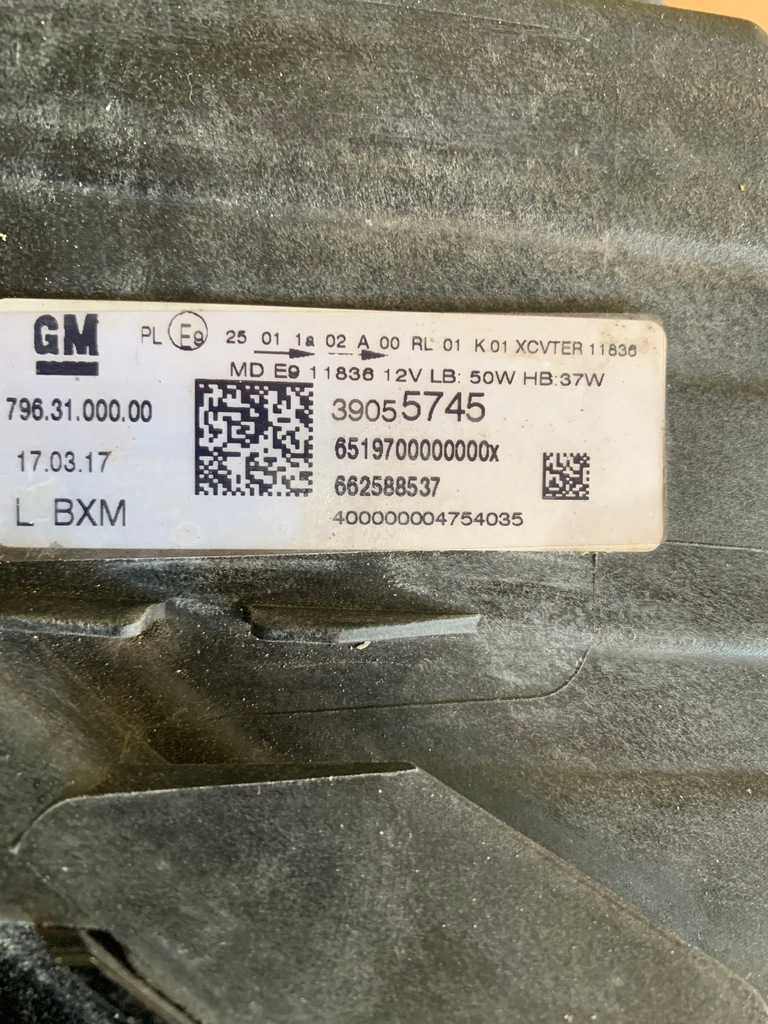 GM
PL E9 25 01 1a 02 A 00 RL 01 K 01 XCVTER 11836
MD E9 11836 12V LB: 50W HB:37W
796.31.000.00
39055745
17.03.17
6519700000000x
662588537
L BXM
400000004754035